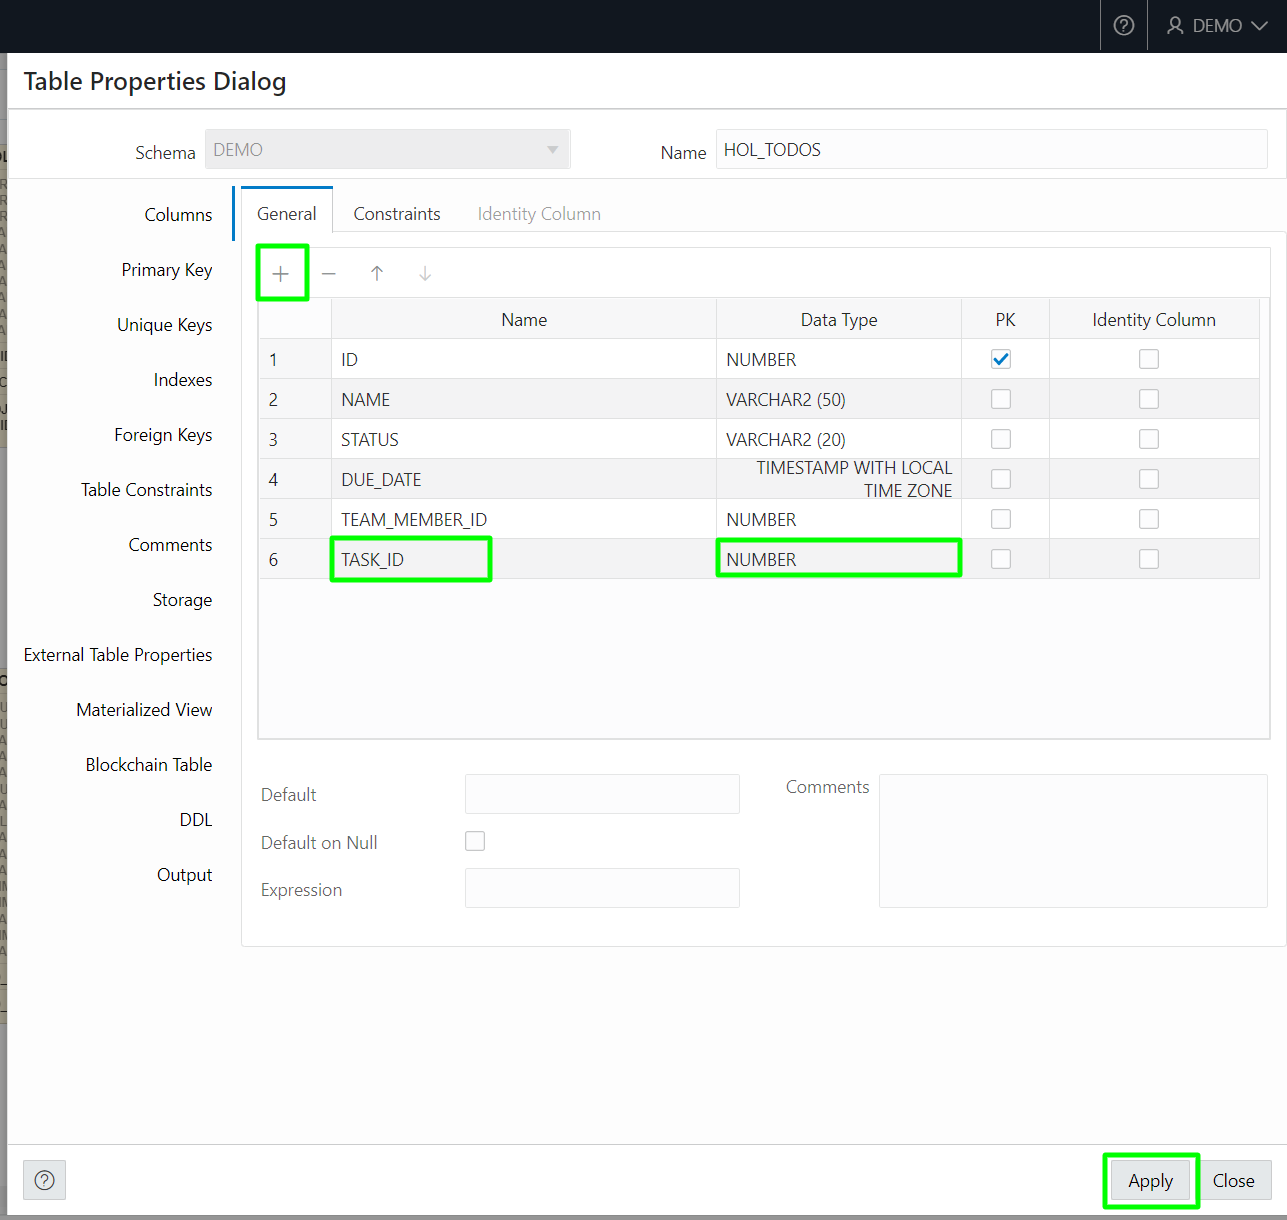 DEMO
Table Properties Dialog
Schema DEMO Name HOL_TODOS
Columns
Primary Key
Unique Keys
Indexes
Foreign Keys
Table Constraints
Comments
Storage
External Table Properties
Materialized View
Blockchain Table
DDL
Output
General Constraints Identity Column
Name Data Type PK Identity Column
1 ID NUMBER
2 NAME VARCHAR2 (50)
3 STATUS VARCHAR2 (20)
4 DUE_DATE TIMESTAMP WITH LOCAL
TIME ZONE
5 TEAM_MEMBER_ID NUMBER
6 TASK_ID NUMBER
Default
Default on Null
Expression
Comments
Apply Close